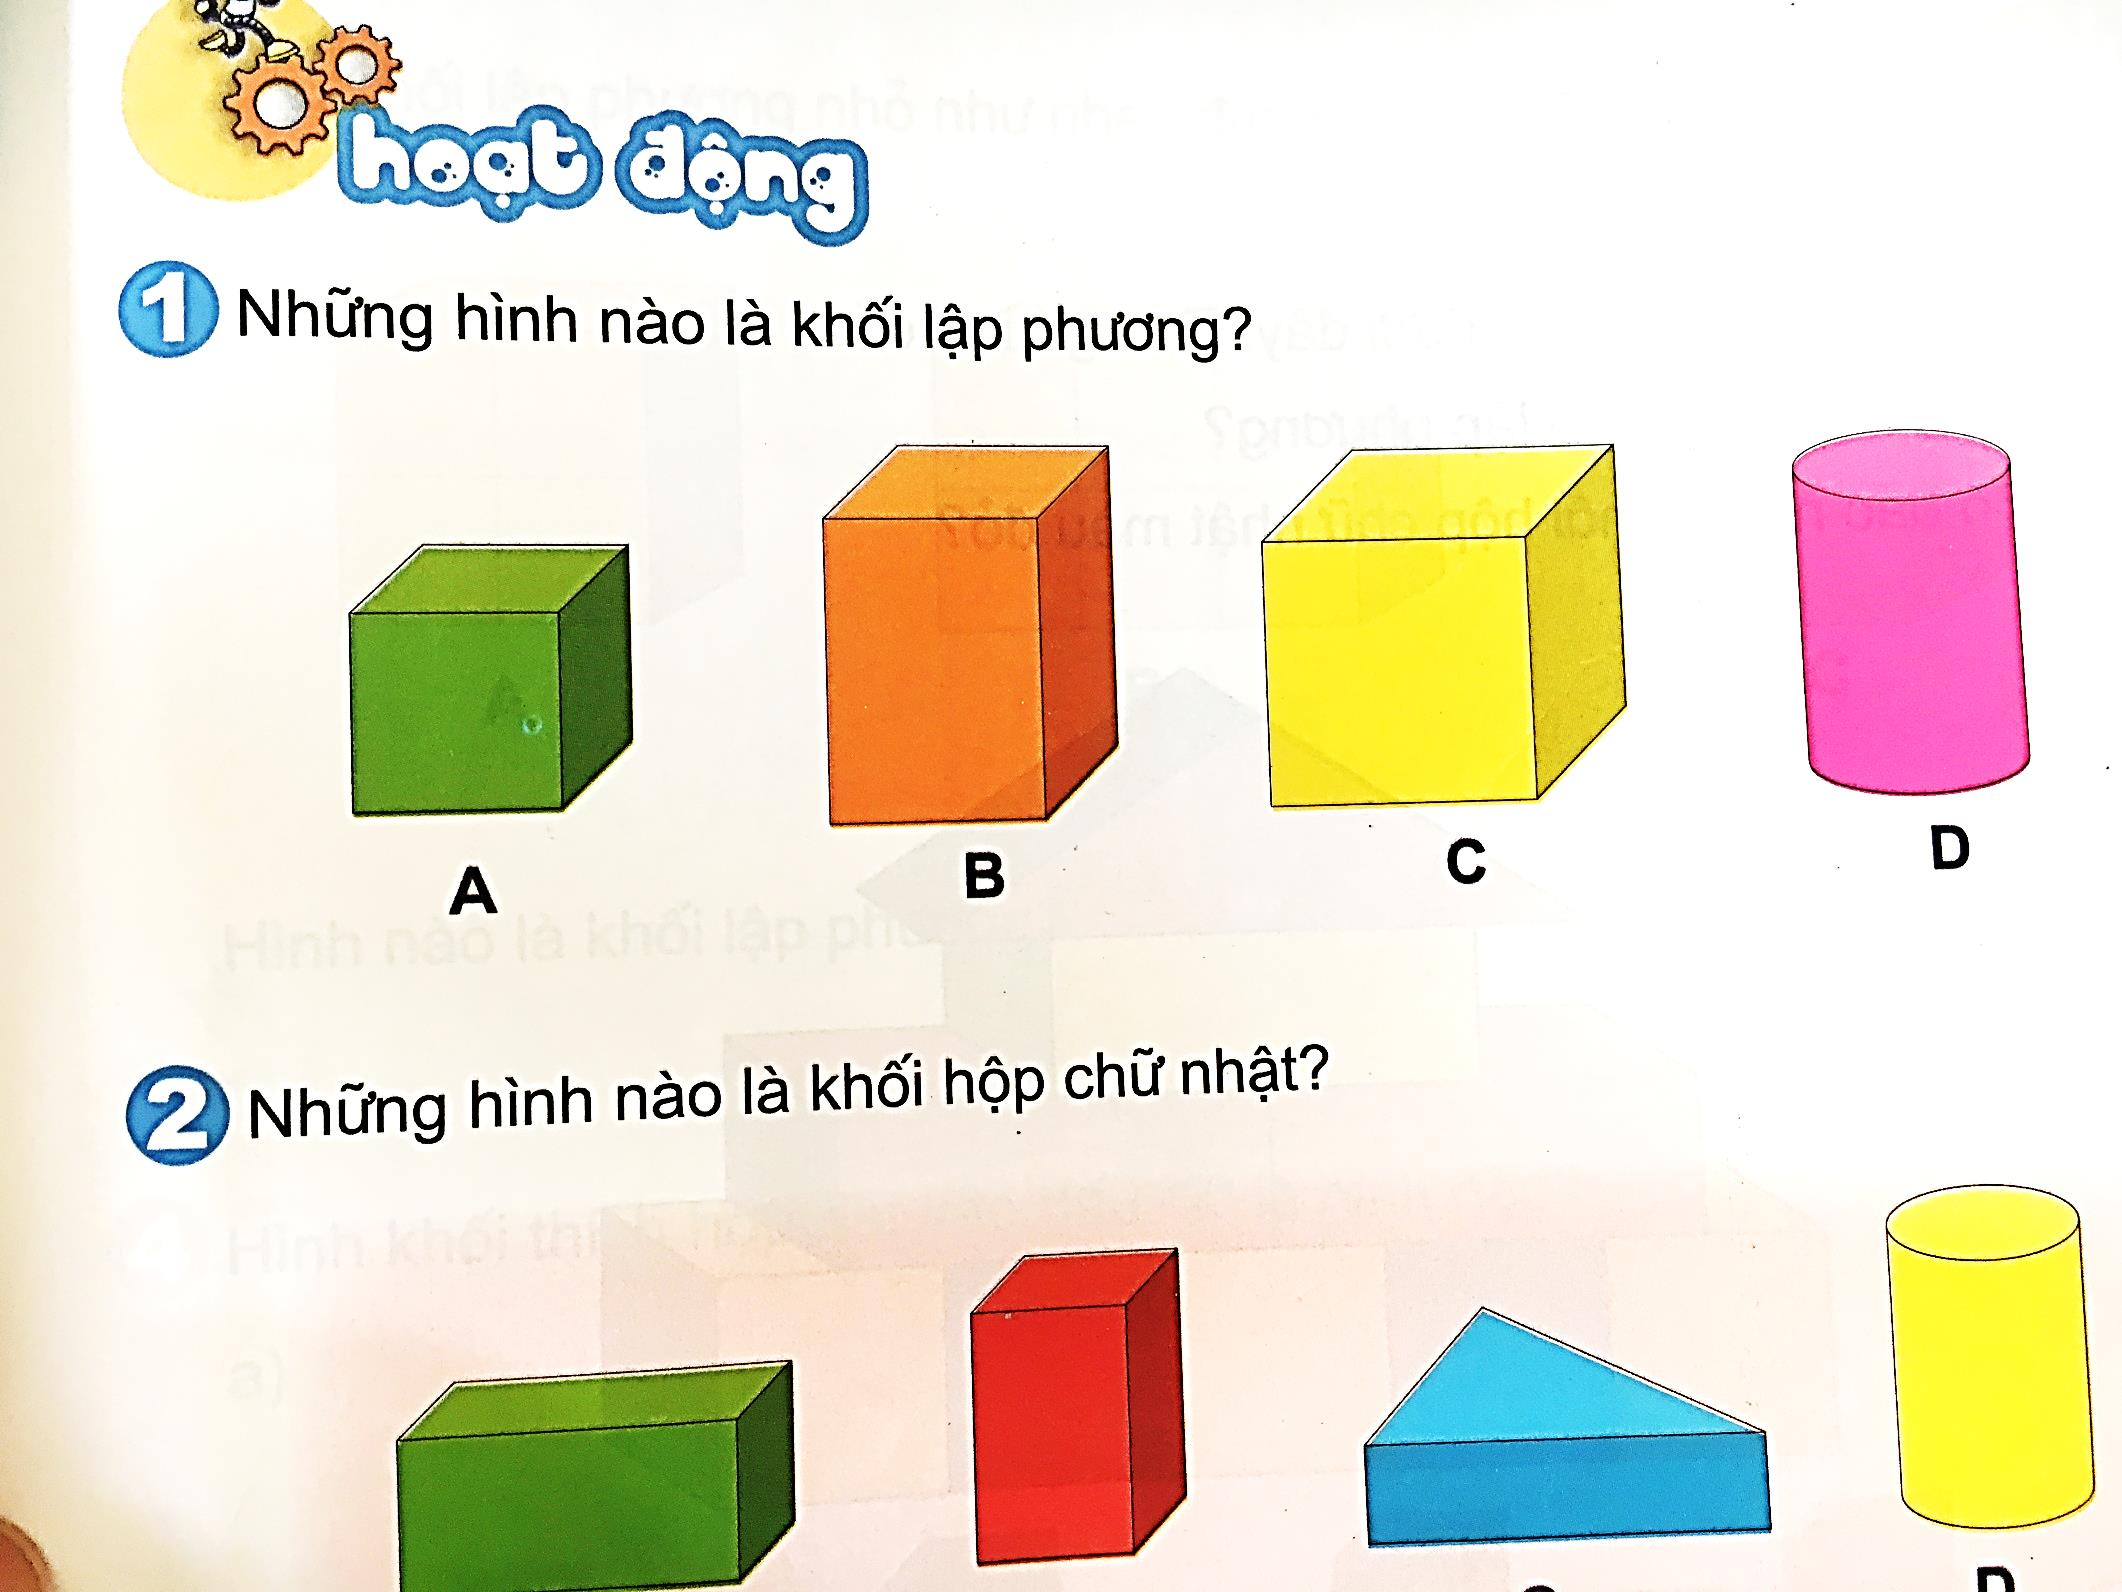 hoạt động
1 Những hình nào là khối lập phương?
A B C D
2 Những hình nào là khối hộp chữ nhật?
D